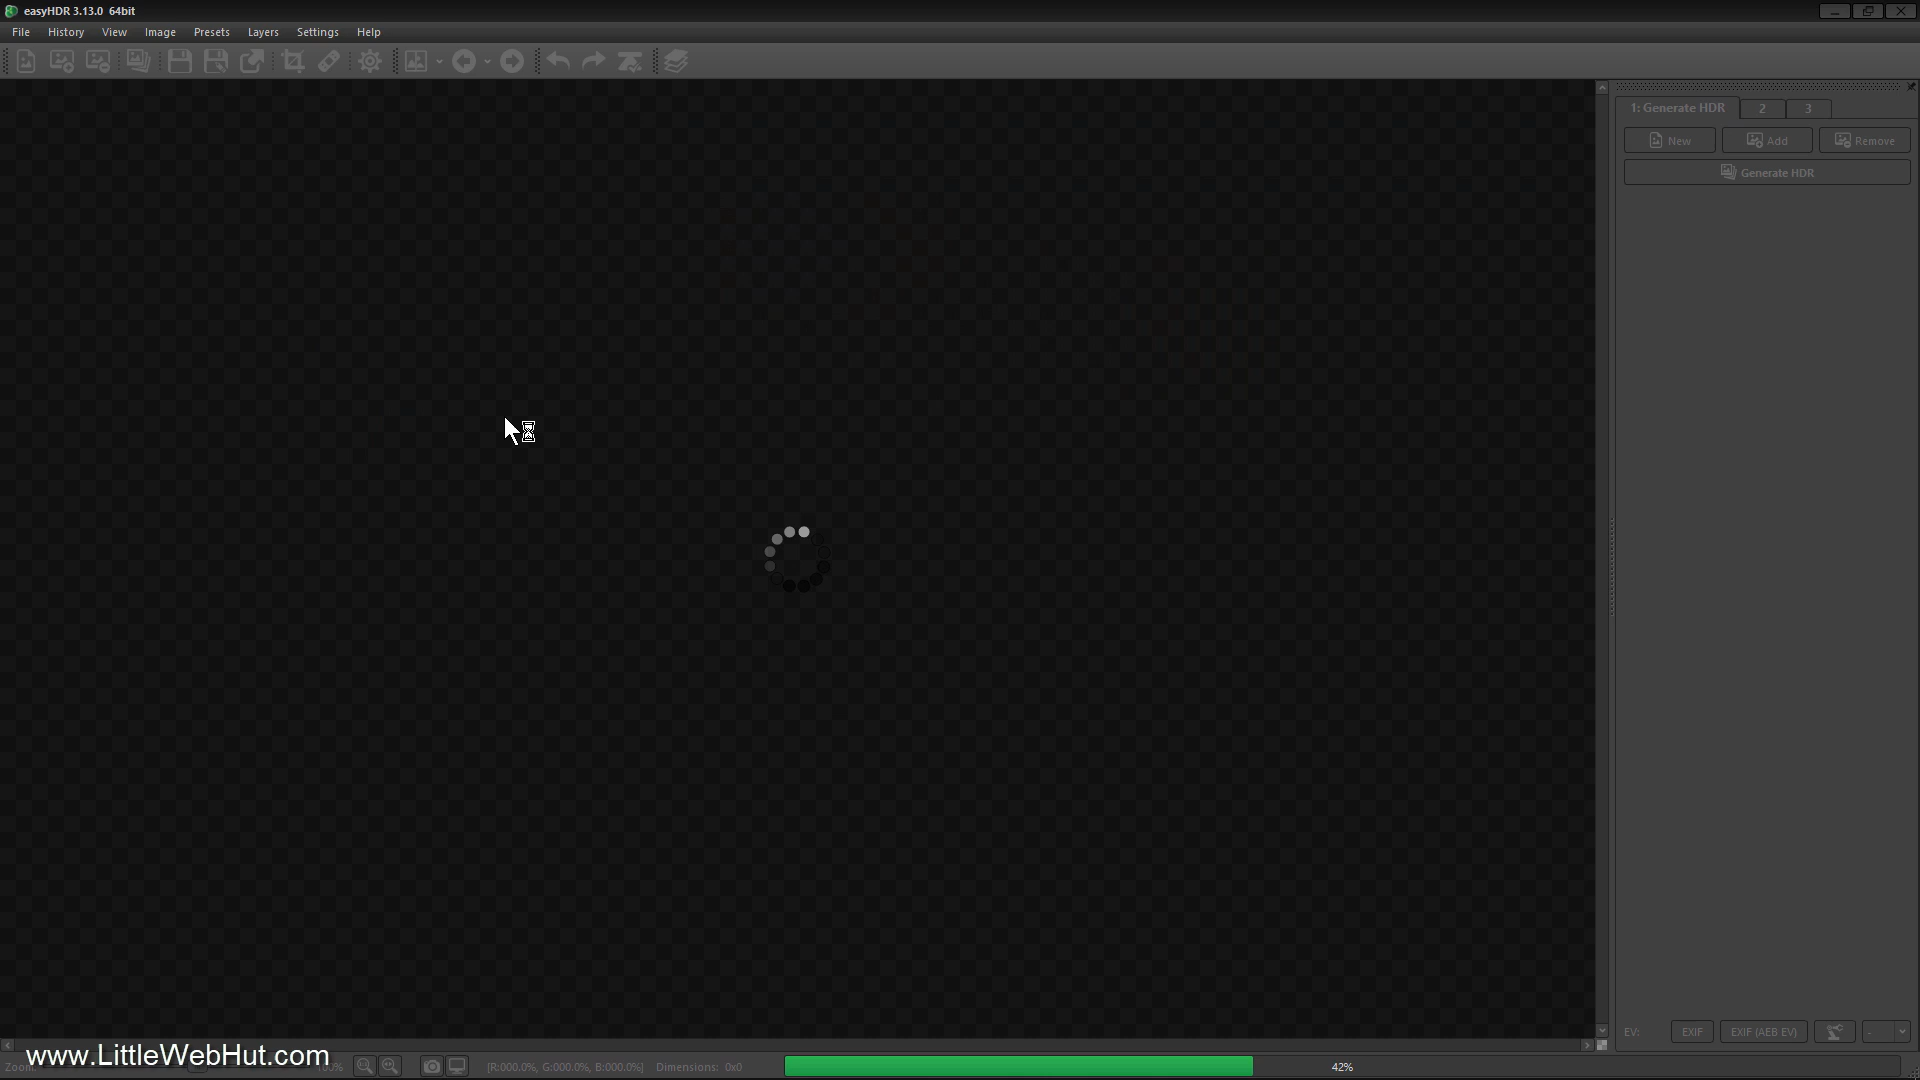 easyHDR 3.13.0 64bit
File History View Image Presets Layers Settings Help
1: Generate HDR 2 3
New Add Remove
Generate HDR
EV: EXIF EXIF (AEB EV) -
www.LittleWebHut.com
Zoom: [R:000.0%, G:000.0%, B:000.0%] Dimensions: 0x0 42%